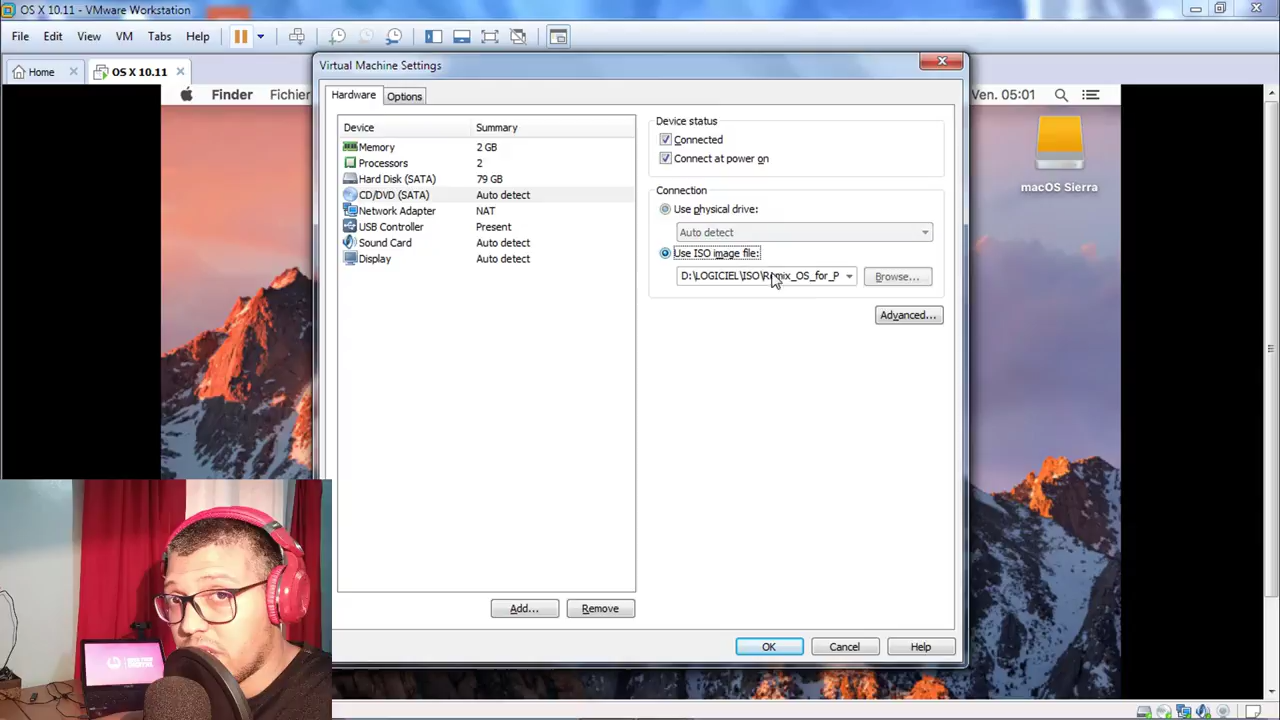 OS X 10.11 - VMware Workstation
File Edit View VM Tabs Help
Home
OS X 10.11
Finder Fichier
Ven. 05:01
macOS Sierra
Virtual Machine Settings
Hardware
Options
Device Summary
Memory 2 GB
Processors 2
Hard Disk (SATA) 79 GB
CD/DVD (SATA) Auto detect
Network Adapter NAT
USB Controller Present
Sound Card Auto detect
Display Auto detect
Add...
Remove
Device status
Connected
Connect at power on
Connection
Use physical drive:
Auto detect
Use ISO image file:
D:\LOGICIEL\ISO\Remix_OS_for_P
Browse...
Advanced...
OK
Cancel
Help